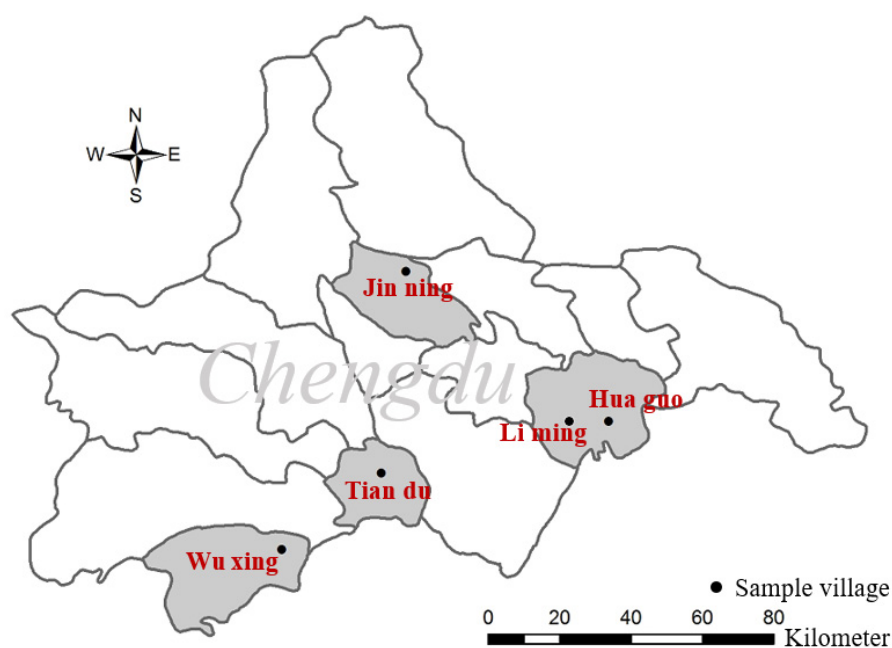 N
W E
S
Jin ning
Chengdu
Hua guo
Li ming
Tian du
Wu xing
Sample village
0 20 40 60 80
Kilometer